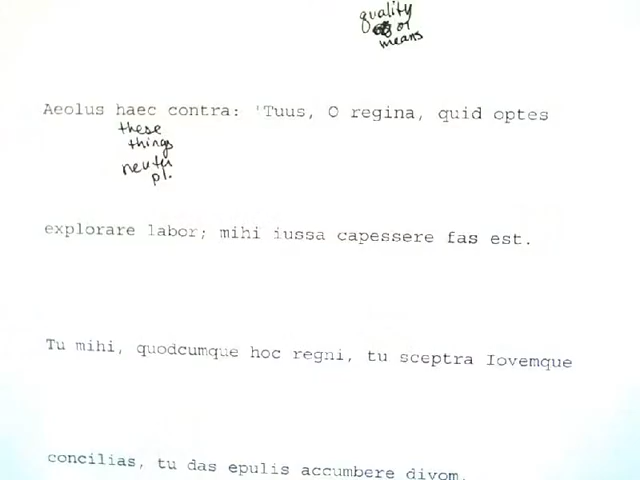 quality
or
means
Aeolus haec contra: 'Tuus, O regina, quid optes
these
things
neuter
pl.
explorare labor; mihi iussa capessere fas est.
Tu mihi, quodcumque hoc regni, tu sceptra Iovemque
concilias, tu das epulis accumbere divom,